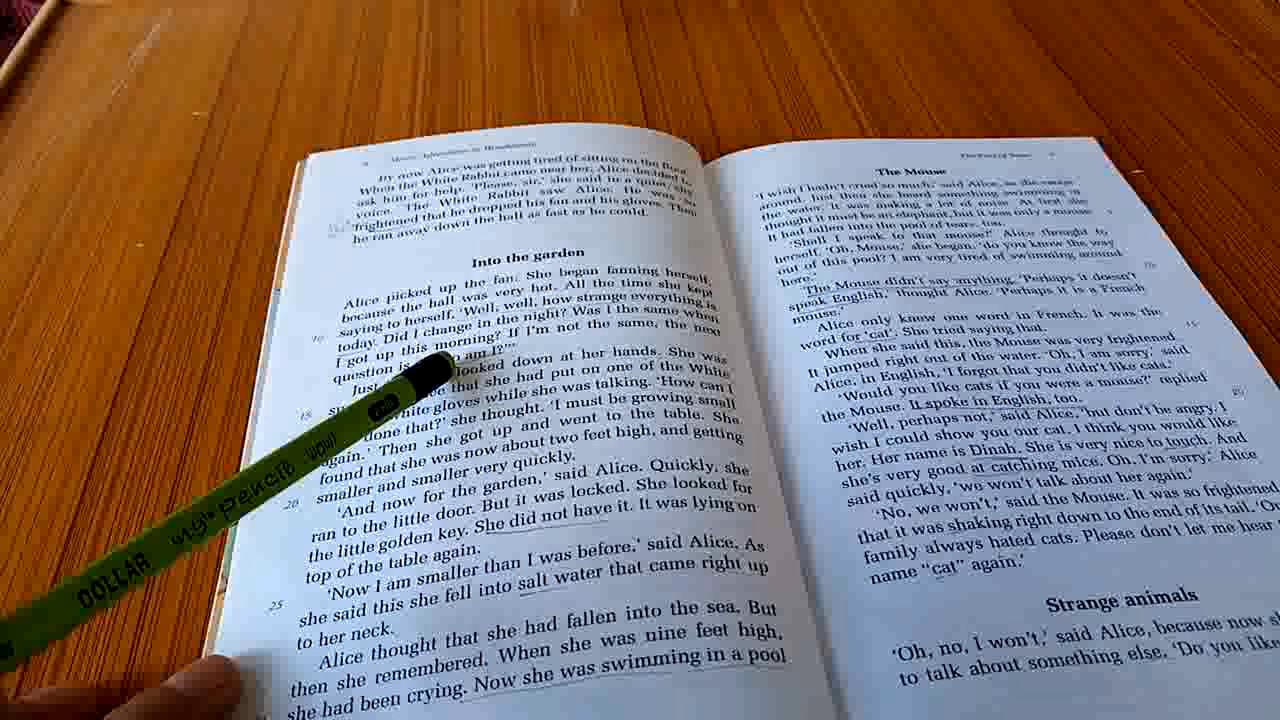 Alice's Adventures in Wonderland
By now Alice was getting tired of sitting on the floor.
When the White Rabbit came near her, Alice decided to
ask him for help. 'Please, sir,' she said in a quiet, shy
voice. The White Rabbit saw Alice. He was so
frightened that he dropped his fan and his gloves. Then
he ran away down the hall as fast as he could.
Into the garden
Alice picked up the fan. She began fanning herself,
because the hall was very hot. All the time she kept
saying to herself, 'Well, well, how strange everything is
10 today. Did I change in the night? Was I the same when
I got up this morning? If I'm not the same, the next
question is am I?"'
Just looked down at her hands. She was
that she had put on one of the White
15 white gloves while she was talking. 'How can I
done that?' she thought. 'I must be growing small
again.' Then she got up and went to the table. She
found that she was now about two feet high, and getting
smaller and smaller very quickly.
20 'And now for the garden,' said Alice. Quickly, she
ran to the little door. But it was locked. She looked for
the little golden key. She did not have it. It was lying on
top of the table again.
'Now I am smaller than I was before,' said Alice. As
25 she said this she fell into salt water that came right up
to her neck.
Alice thought that she had fallen into the sea. But
then she remembered. When she was nine feet high,
she had been crying. Now she was swimming in a pool
The Pool of Tears
The Mouse
'I wish I hadn't cried so much,' said Alice, as she swam
around. Just then she heard something swimming in
the water. It was making a lot of noise. At first she
thought it must be an elephant, but it was only a mouse.
It had fallen into the pool of tears, too.
'Shall I speak to that mouse?' Alice thought to
herself. 'Oh, Mouse,' she began, 'do you know the way
out of this pool? I am very tired of swimming around
here.'
The Mouse didn't say anything. 'Perhaps it doesn't
speak English,' thought Alice. 'Perhaps it is a French
mouse.'
Alice only knew one word in French. It was the
word for 'cat'. She tried saying that.
When she said this, the Mouse was very frightened.
It jumped right out of the water. 'Oh, I am sorry,' said
Alice, in English, 'I forgot that you didn't like cats.'
'Would you like cats if you were a mouse?' replied
the Mouse. It spoke in English, too.
'Well, perhaps not,' said Alice, 'but don't be angry. I
wish I could show you our cat. I think you would like
her. Her name is Dinah. She is very nice to touch. And
she's very good at catching mice. Oh, I'm sorry,' Alice
said quickly, 'we won't talk about her again.'
'No, we won't,' said the Mouse. It was so frightened
that it was shaking right down to the end of its tail.
family always hated cats. Please don't let me hear
name "cat" again.'
Strange animals
'Oh, no, I won't,' said Alice, because now
to talk about something else. 'Do you like
DOLLAR my pencil wow!